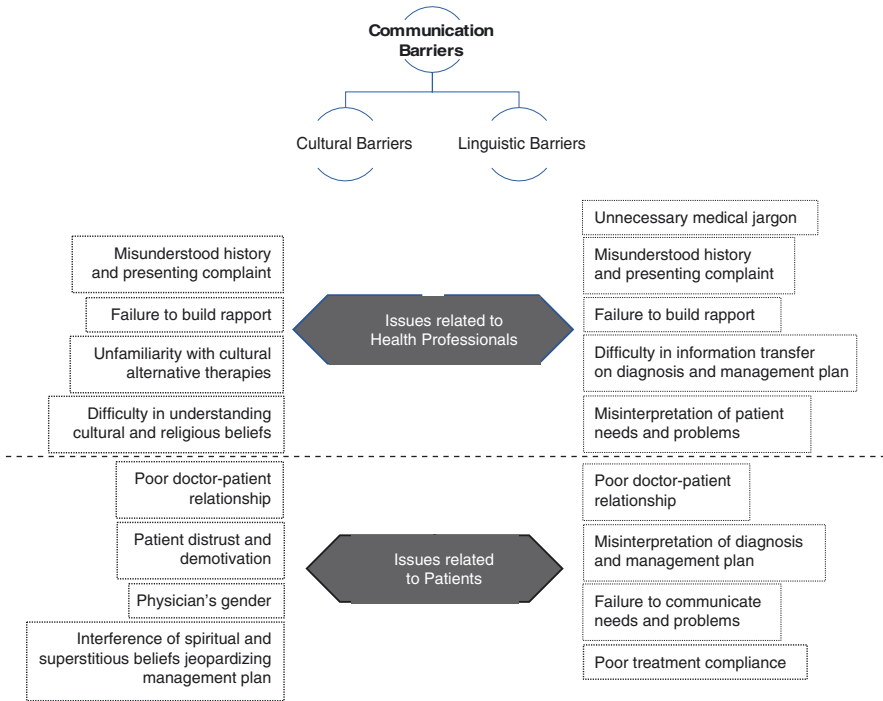 Communication
Barriers
Cultural Barriers
Linguistic Barriers
Misunderstood history
and presenting complaint
Failure to build rapport
Unfamiliarity with cultural
alternative therapies
Difficulty in understanding
cultural and religious beliefs
Issues related to
Health Professionals
Unnecessary medical jargon
Misunderstood history
and presenting complaint
Failure to build rapport
Difficulty in information transfer
on diagnosis and management plan
Misinterpretation of patient
needs and problems
Poor doctor-patient
relationship
Patient distrust and
demotivation
Physician's gender
Interference of spiritual and
superstitious beliefs jeopardizing
management plan
Issues related
to Patients
Poor doctor-patient
relationship
Misinterpretation of diagnosis
and management plan
Failure to communicate
needs and problems
Poor treatment compliance